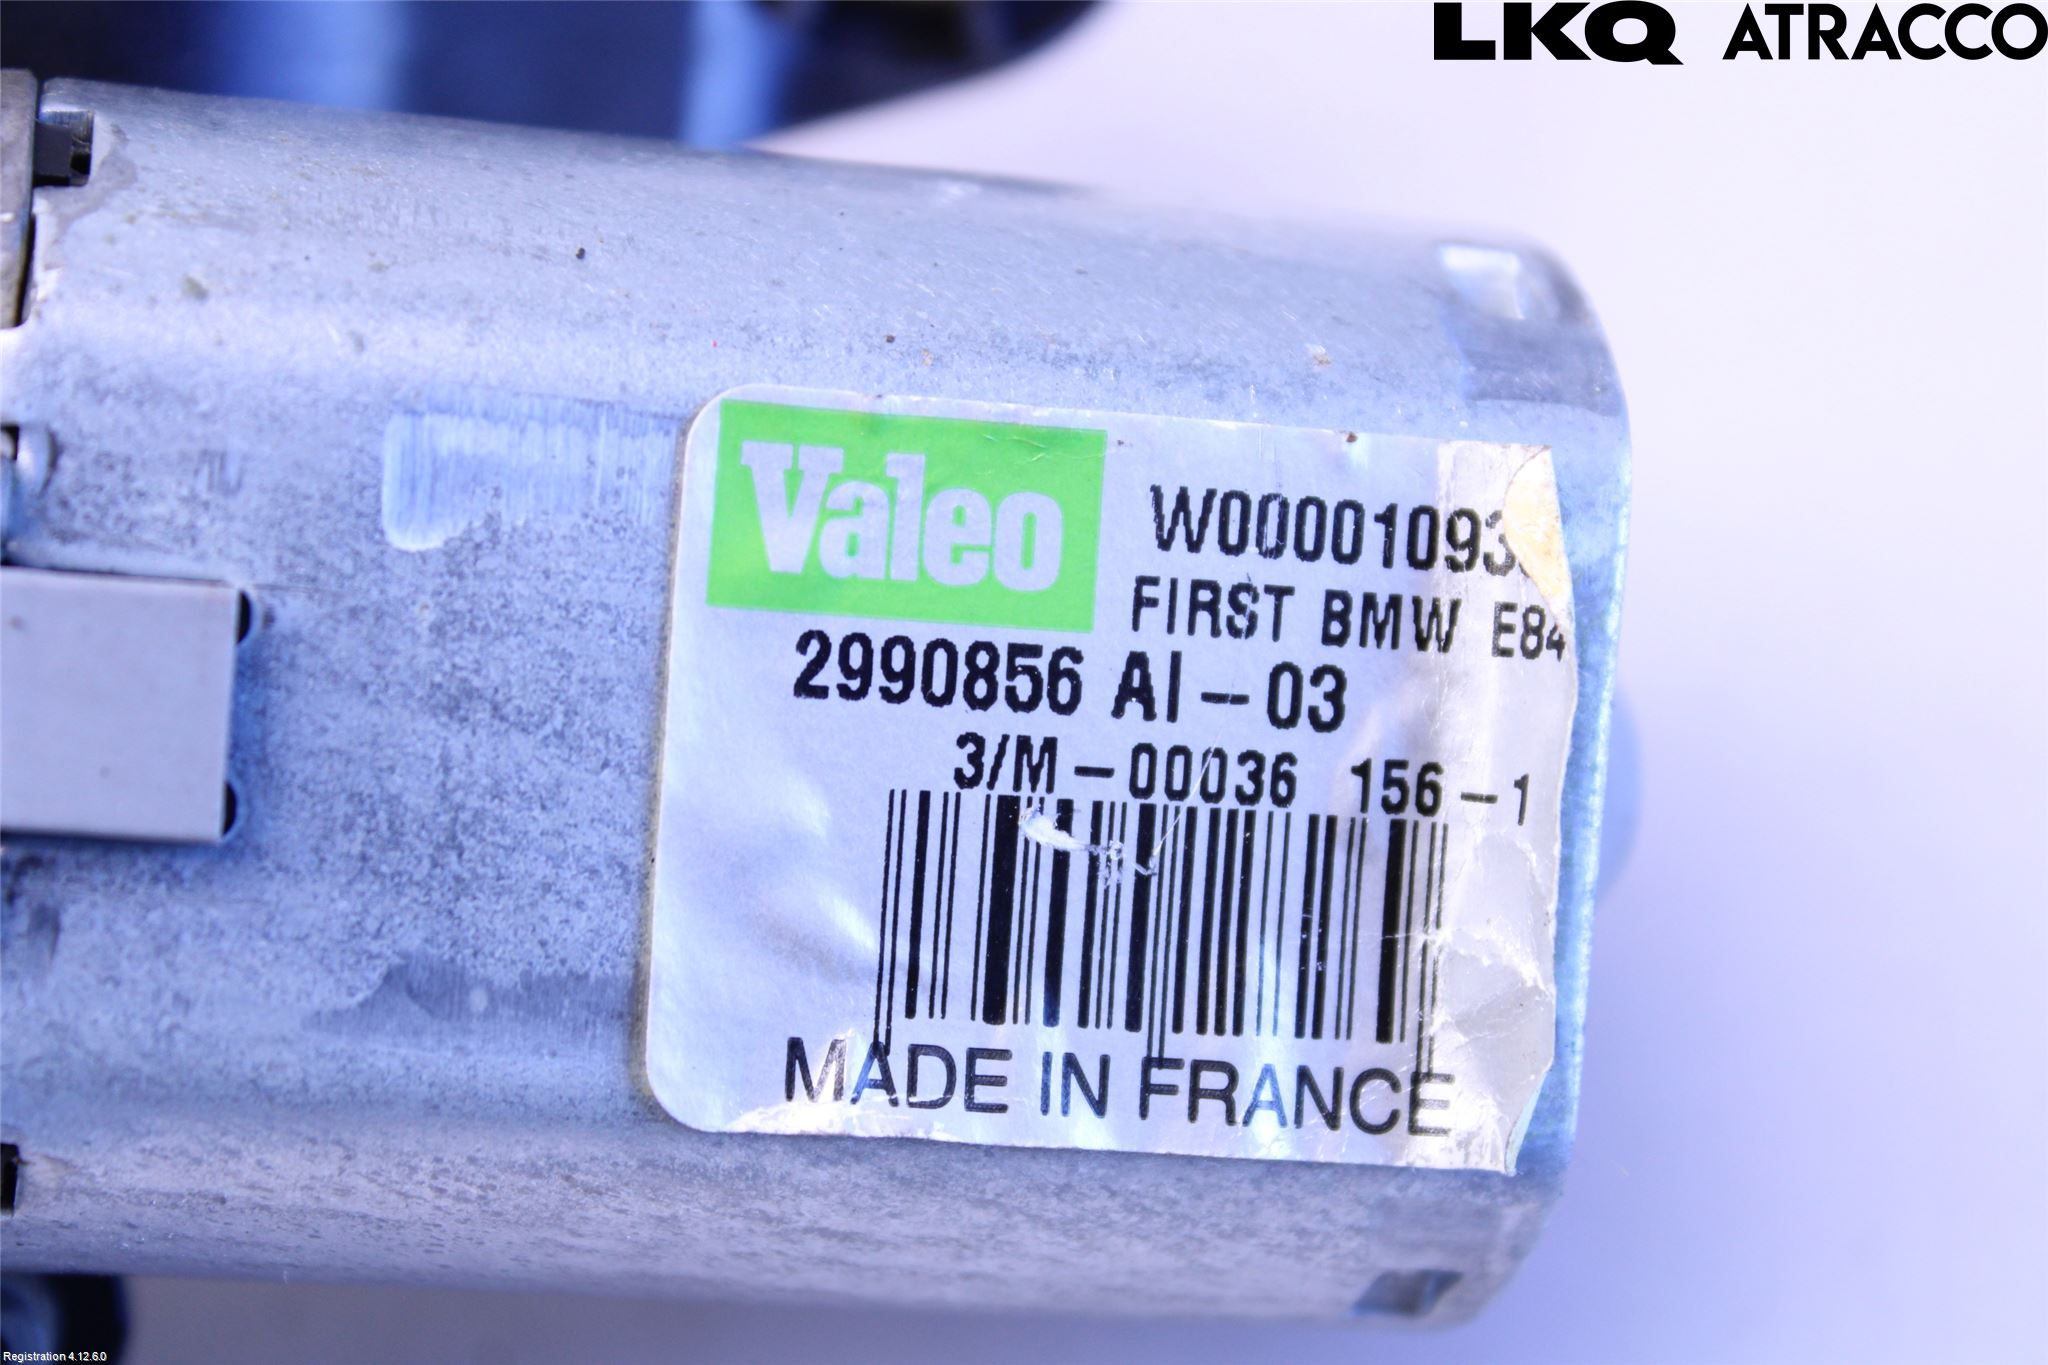 LKQ ATRACCO
Valeo
W00001093
FIRST BMW E84
2990856 AI-03
3/M-00036 156-1
MADE IN FRANCE
Registration 4.12.6.0